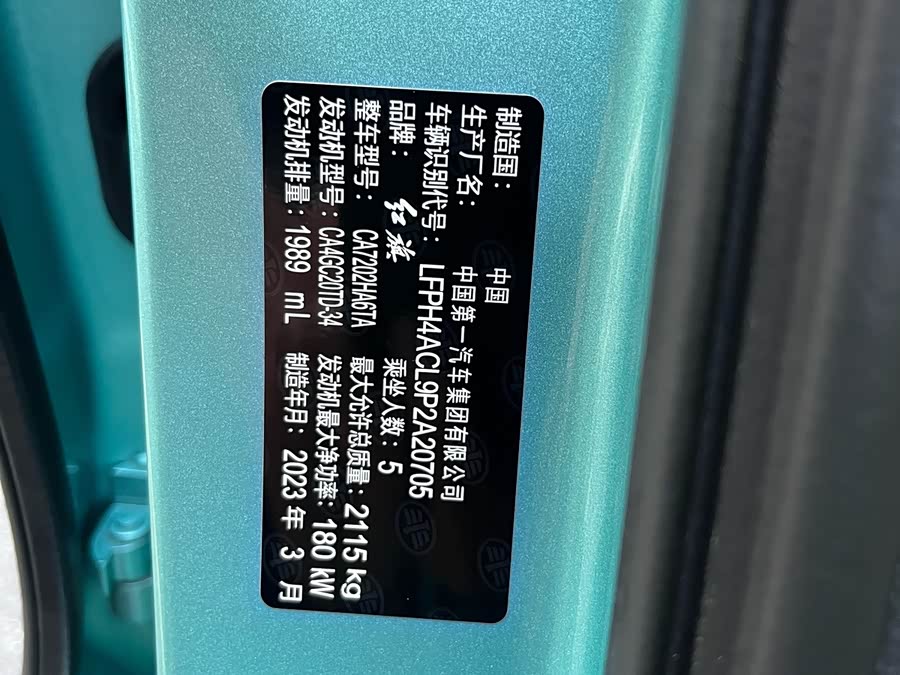 制造国： 中国
生产厂名： 中国第一汽车集团有限公司
车辆识别代号： LFPH4ACL9P2A20705
品牌： 红旗 乘坐人数： 5
整车型号： CA7202HA6TA 最大允许总质量： 2115 kg
发动机型号： CA4GC20TD-34 发动机最大净功率： 180 kW
发动机排量： 1989 mL 制造年月： 2023 年 3 月